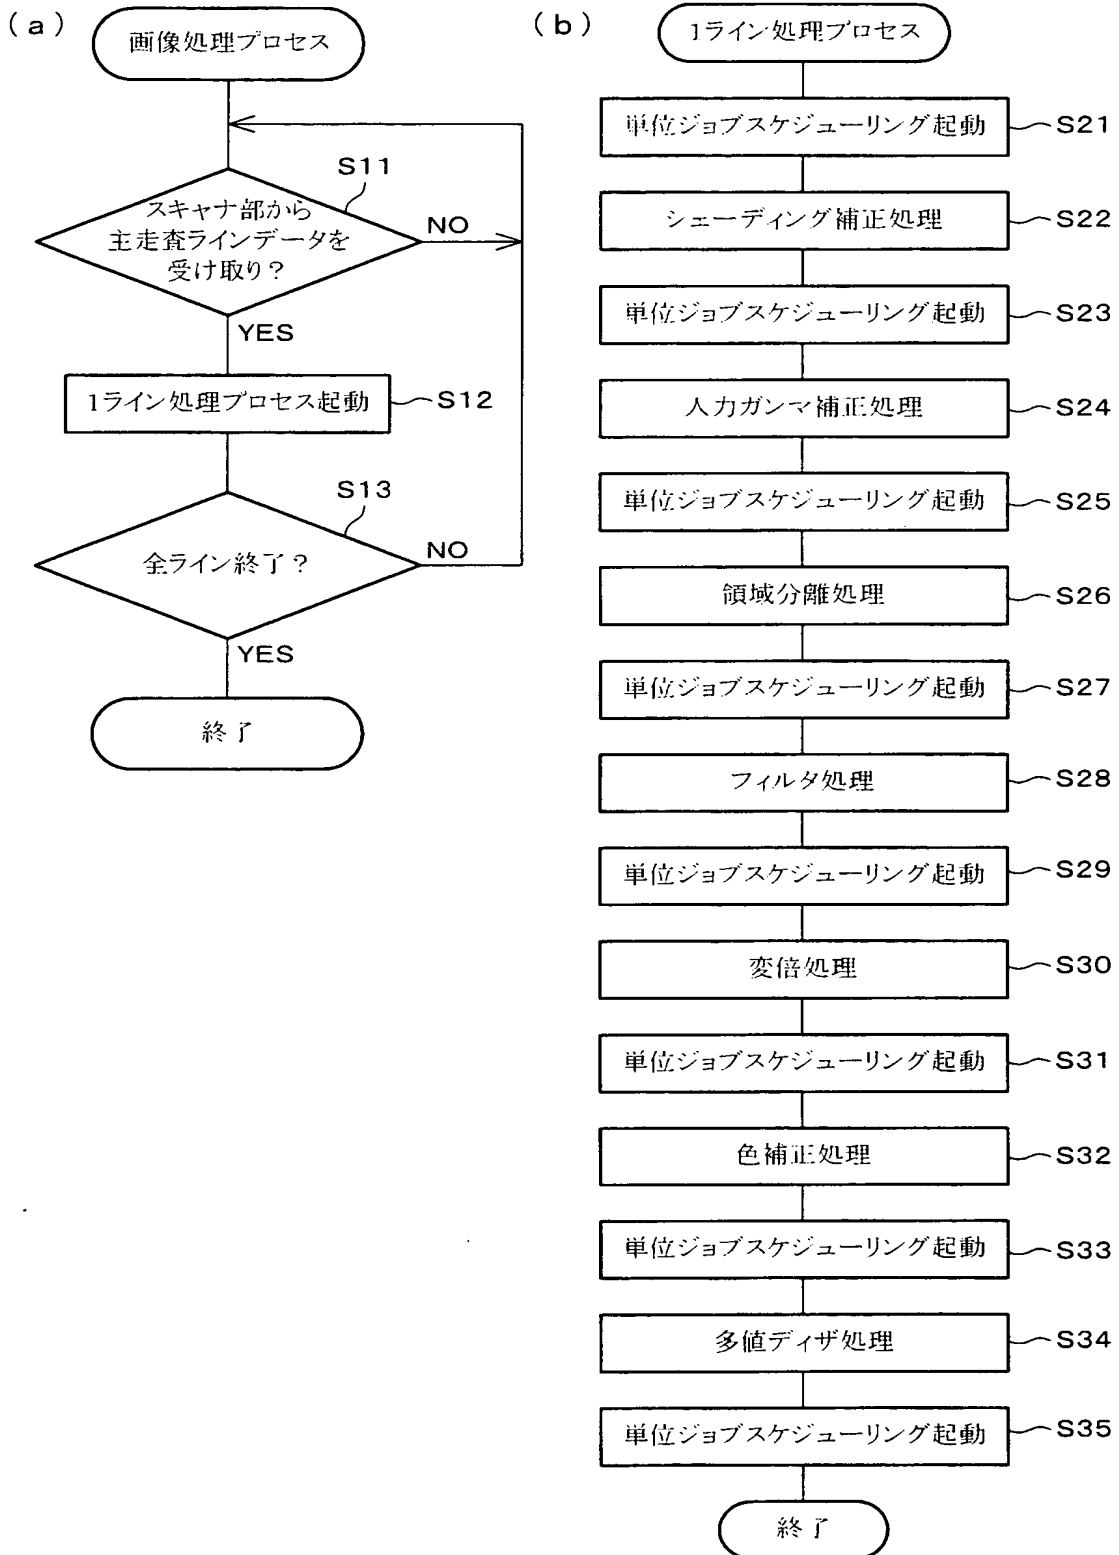 (a)
画像処理プロセス
S11
スキャナ部から
主走査ラインデータを
受け取り?
NO
YES
1ライン処理プロセス起動
S12
S13
全ライン終了?
NO
YES
終了
(b)
1ライン処理プロセス
単位ジョブスケジューリング起動
S21
シェーディング補正処理
S22
単位ジョブスケジューリング起動
S23
入力ガンマ補正処理
S24
単位ジョブスケジューリング起動
S25
領域分離処理
S26
単位ジョブスケジューリング起動
S27
フィルタ処理
S28
単位ジョブスケジューリング起動
S29
変倍処理
S30
単位ジョブスケジューリング起動
S31
色補正処理
S32
単位ジョブスケジューリング起動
S33
多値ディザ処理
S34
単位ジョブスケジューリング起動
S35
終了